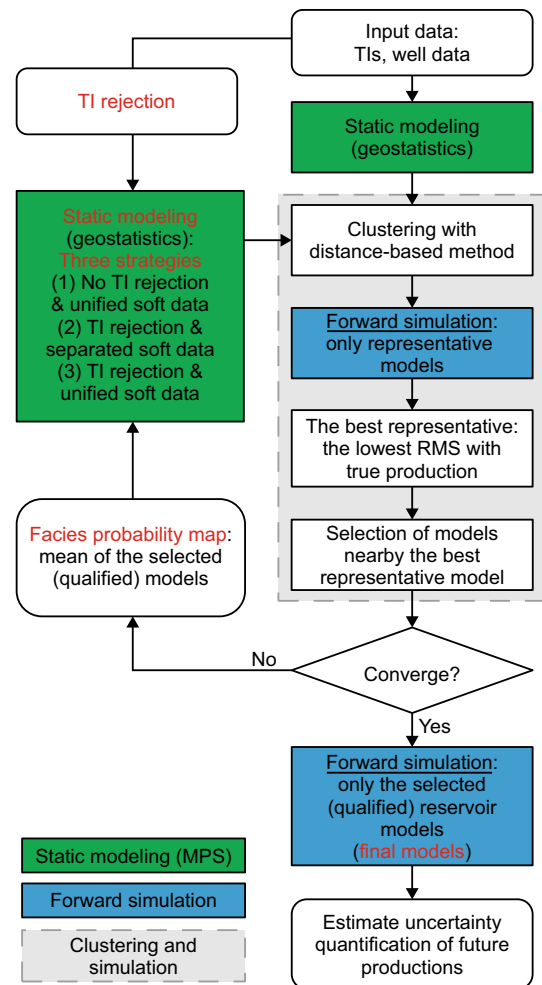 Input data:
TIs, well data
TI rejection
Static modeling
(geostatistics)
Static modeling
(geostatistics):
Three strategies
(1) No TI rejection
& unified soft data
(2) TI rejection &
separated soft data
(3) TI rejection &
unified soft data
Clustering with
distance-based method
Forward simulation:
only representative
models
The best representative:
the lowest RMS with
true production
Selection of models
nearby the best
representative model
Facies probability map:
mean of the selected
(qualified) models
No
Converge?
Yes
Forward simulation:
only the selected
(qualified) reservoir
models
(final models)
Static modeling (MPS)
Forward simulation
Clustering and
simulation
Estimate uncertainty
quantification of future
productions